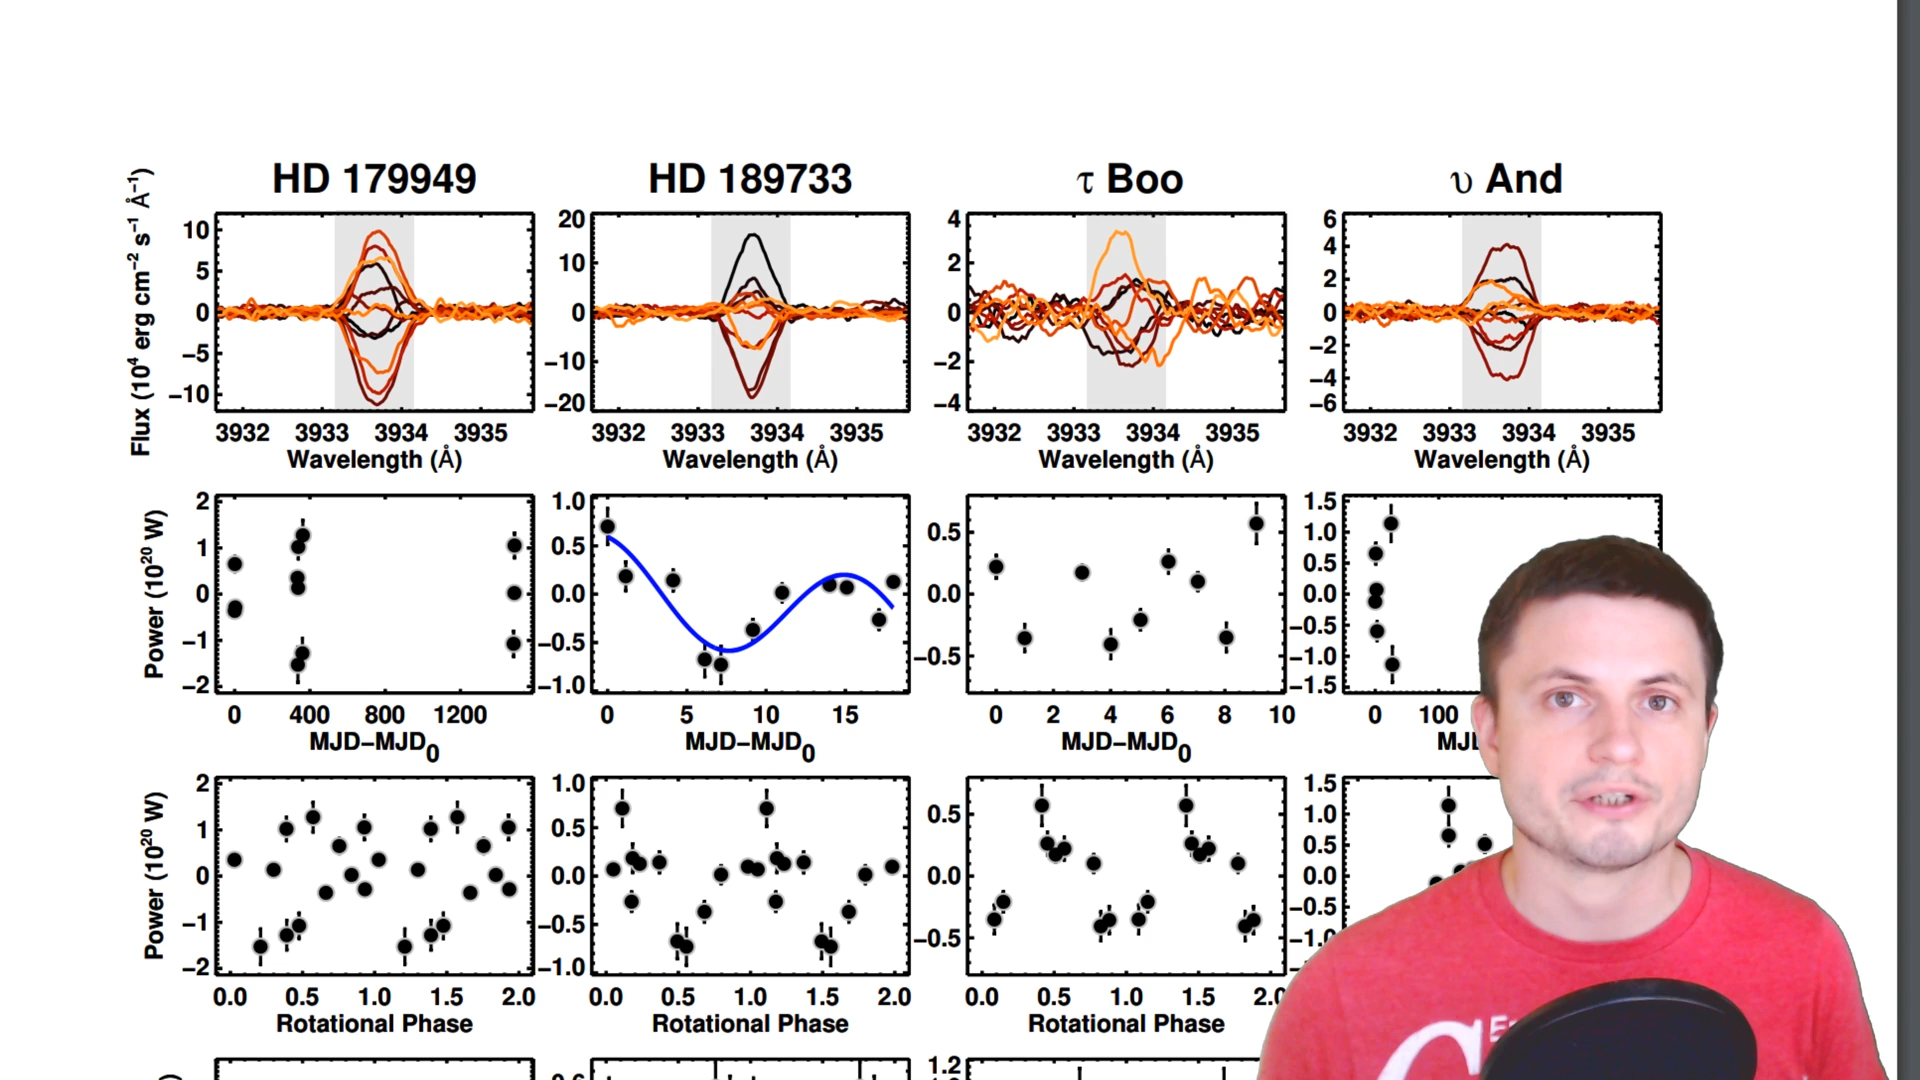 HD 179949 HD 189733 τ Boo υ And
Flux (10⁴ erg cm⁻² s⁻¹ Å⁻¹)
10 5 0 −5 −10
20 10 0 −10 −20
4 2 0 −2 −4
6 4 2 0 −2 −4 −6
3932 3933 3934 3935 3932 3933 3934 3935 3932 3933 3934 3935 3932 3933 3934 3935
Wavelength (Å) Wavelength (Å) Wavelength (Å) Wavelength (Å)
Power (10²⁰ W)
2 1 0 −1 −2
1.0 0.5 0.0 −0.5 −1.0
0.5 0.0 −0.5
1.5 1.0 0.5 0.0 −0.5 −1.0 −1.5
0 400 800 1200 0 5 10 15 0 2 4 6 8 10 0 100
MJD−MJD₀ MJD−MJD₀ MJD−MJD₀
Power (10²⁰ W)
2 1 0 −1 −2
1.0 0.5 0.0 −0.5 −1.0
0.5 0.0 −0.5
1.5 1.0 0.5 0.0 −0.5
0.0 0.5 1.0 1.5 2.0 0.0 0.5 1.0 1.5 2.0 0.0 0.5 1.0 1.5
Rotational Phase Rotational Phase Rotational Phase
1.2